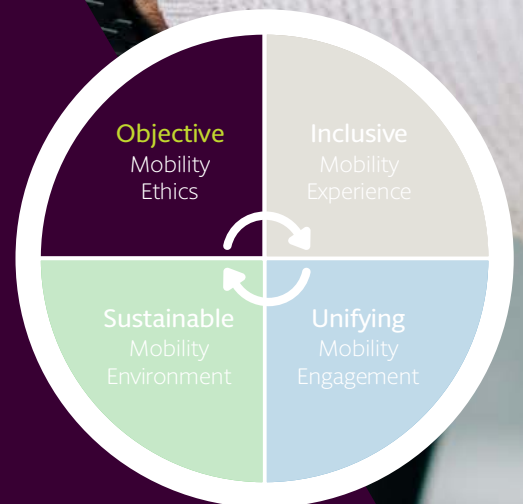 Objective
Mobility
Ethics
Inclusive
Mobility
Experience
Sustainable
Mobility
Environment
Unifying
Mobility
Engagement